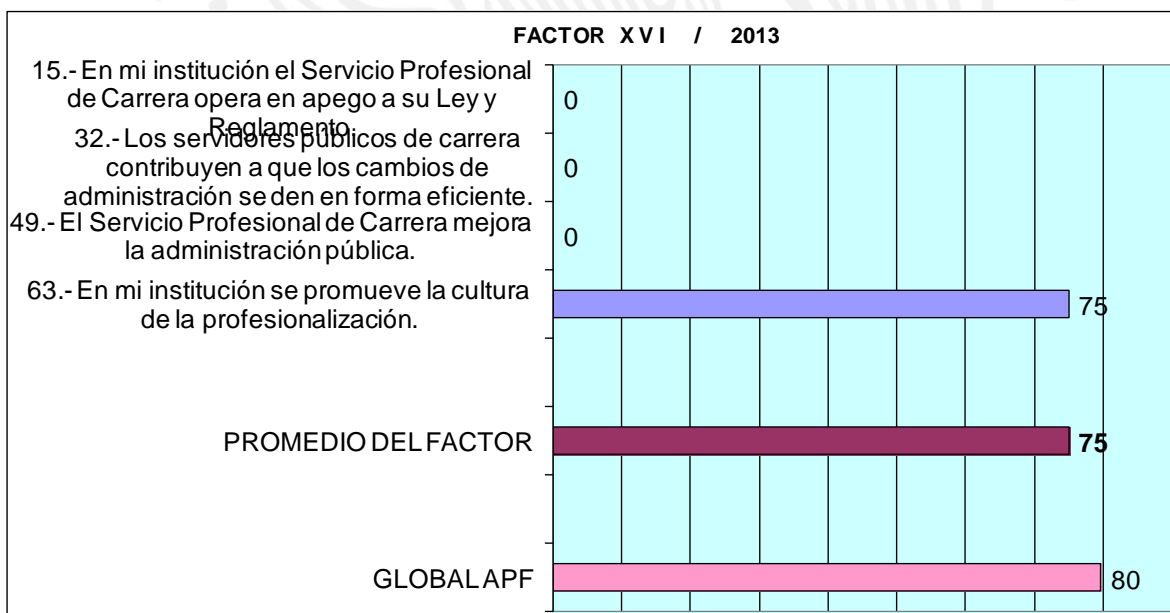 FACTOR X V I / 2013
15.- En mi institución el Servicio Profesional
de Carrera opera en apego a su Ley y
Reglamento.
0
32.- Los servidores públicos de carrera
contribuyen a que los cambios de
administración se den en forma eficiente.
0
49.- El Servicio Profesional de Carrera mejora
la administración pública.
0
63.- En mi institución se promueve la cultura
de la profesionalización.
75
PROMEDIO DEL FACTOR
75
GLOBAL APF
80